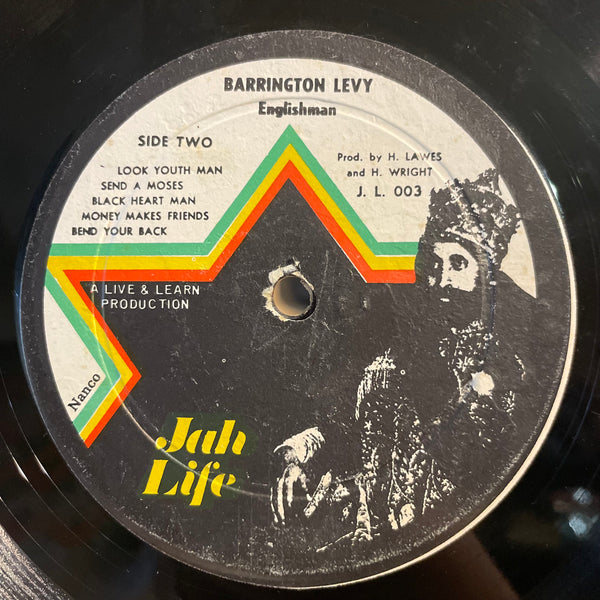 BARRINGTON LEVY
Englishman
SIDE TWO
LOOK YOUTH MAN
SEND A MOSES
BLACK HEART MAN
MONEY MAKES FRIENDS
BEND YOUR BACK
Prod. by H. LAWES
and H. WRIGHT
J. L. 003
A LIVE & LEARN
PRODUCTION
Nanco
Jah
Life